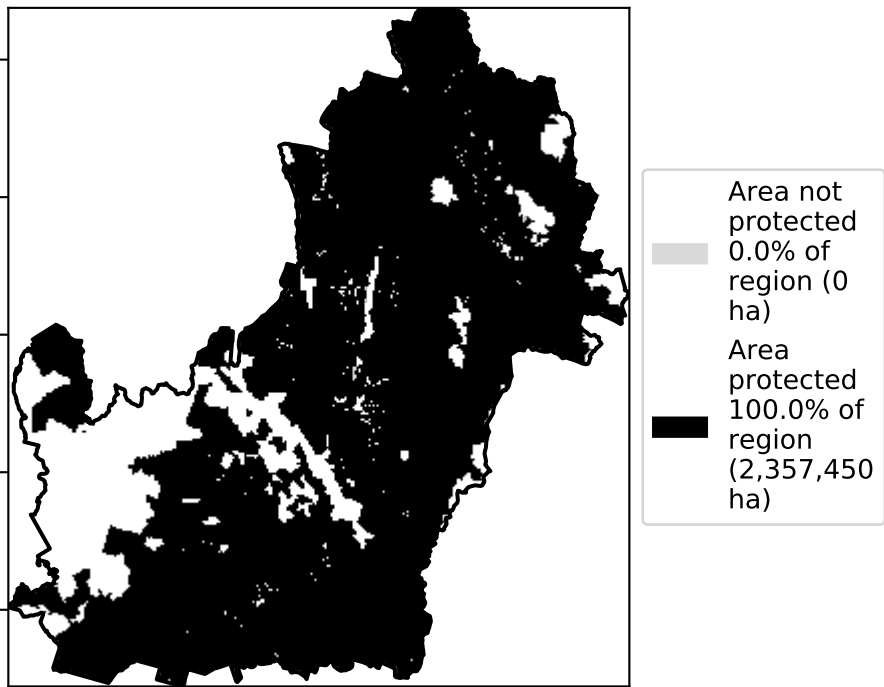 Area not
protected
0.0% of
region (0
ha)
Area
protected
100.0% of
region
(2,357,450
ha)